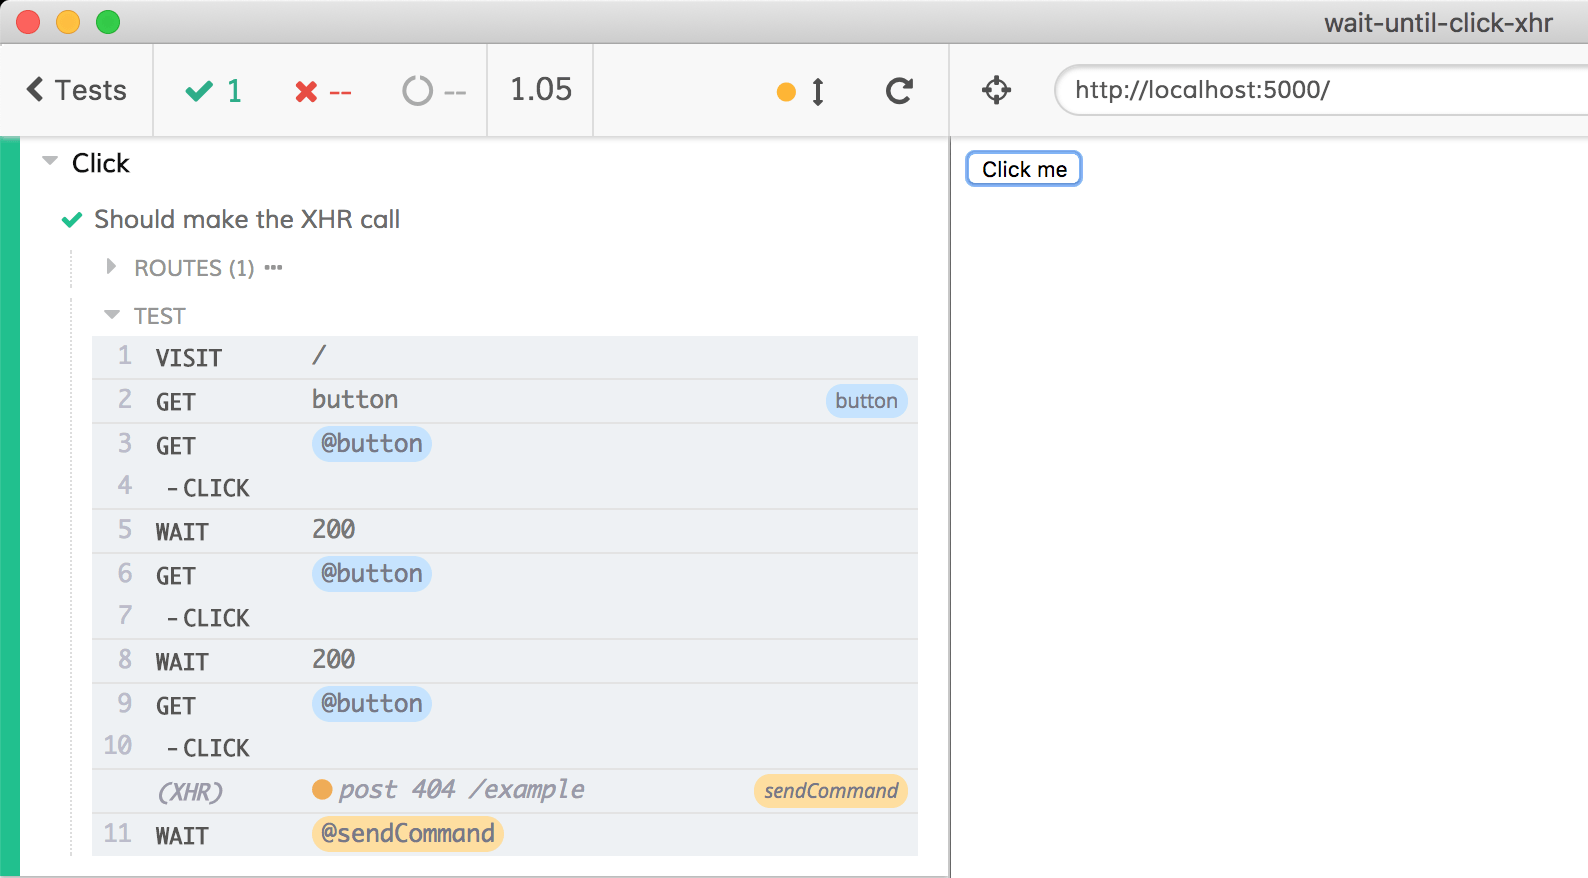 wait-until-click-xhr
Tests 1 -- -- 1.05 http://localhost:5000/
Click
Click me
Should make the XHR call
ROUTES (1) •••
TEST
1 VISIT /
2 GET button button
3 GET @button
4 -CLICK
5 WAIT 200
6 GET @button
7 -CLICK
8 WAIT 200
9 GET @button
10 -CLICK
(XHR) post 404 /example sendCommand
11 WAIT @sendCommand